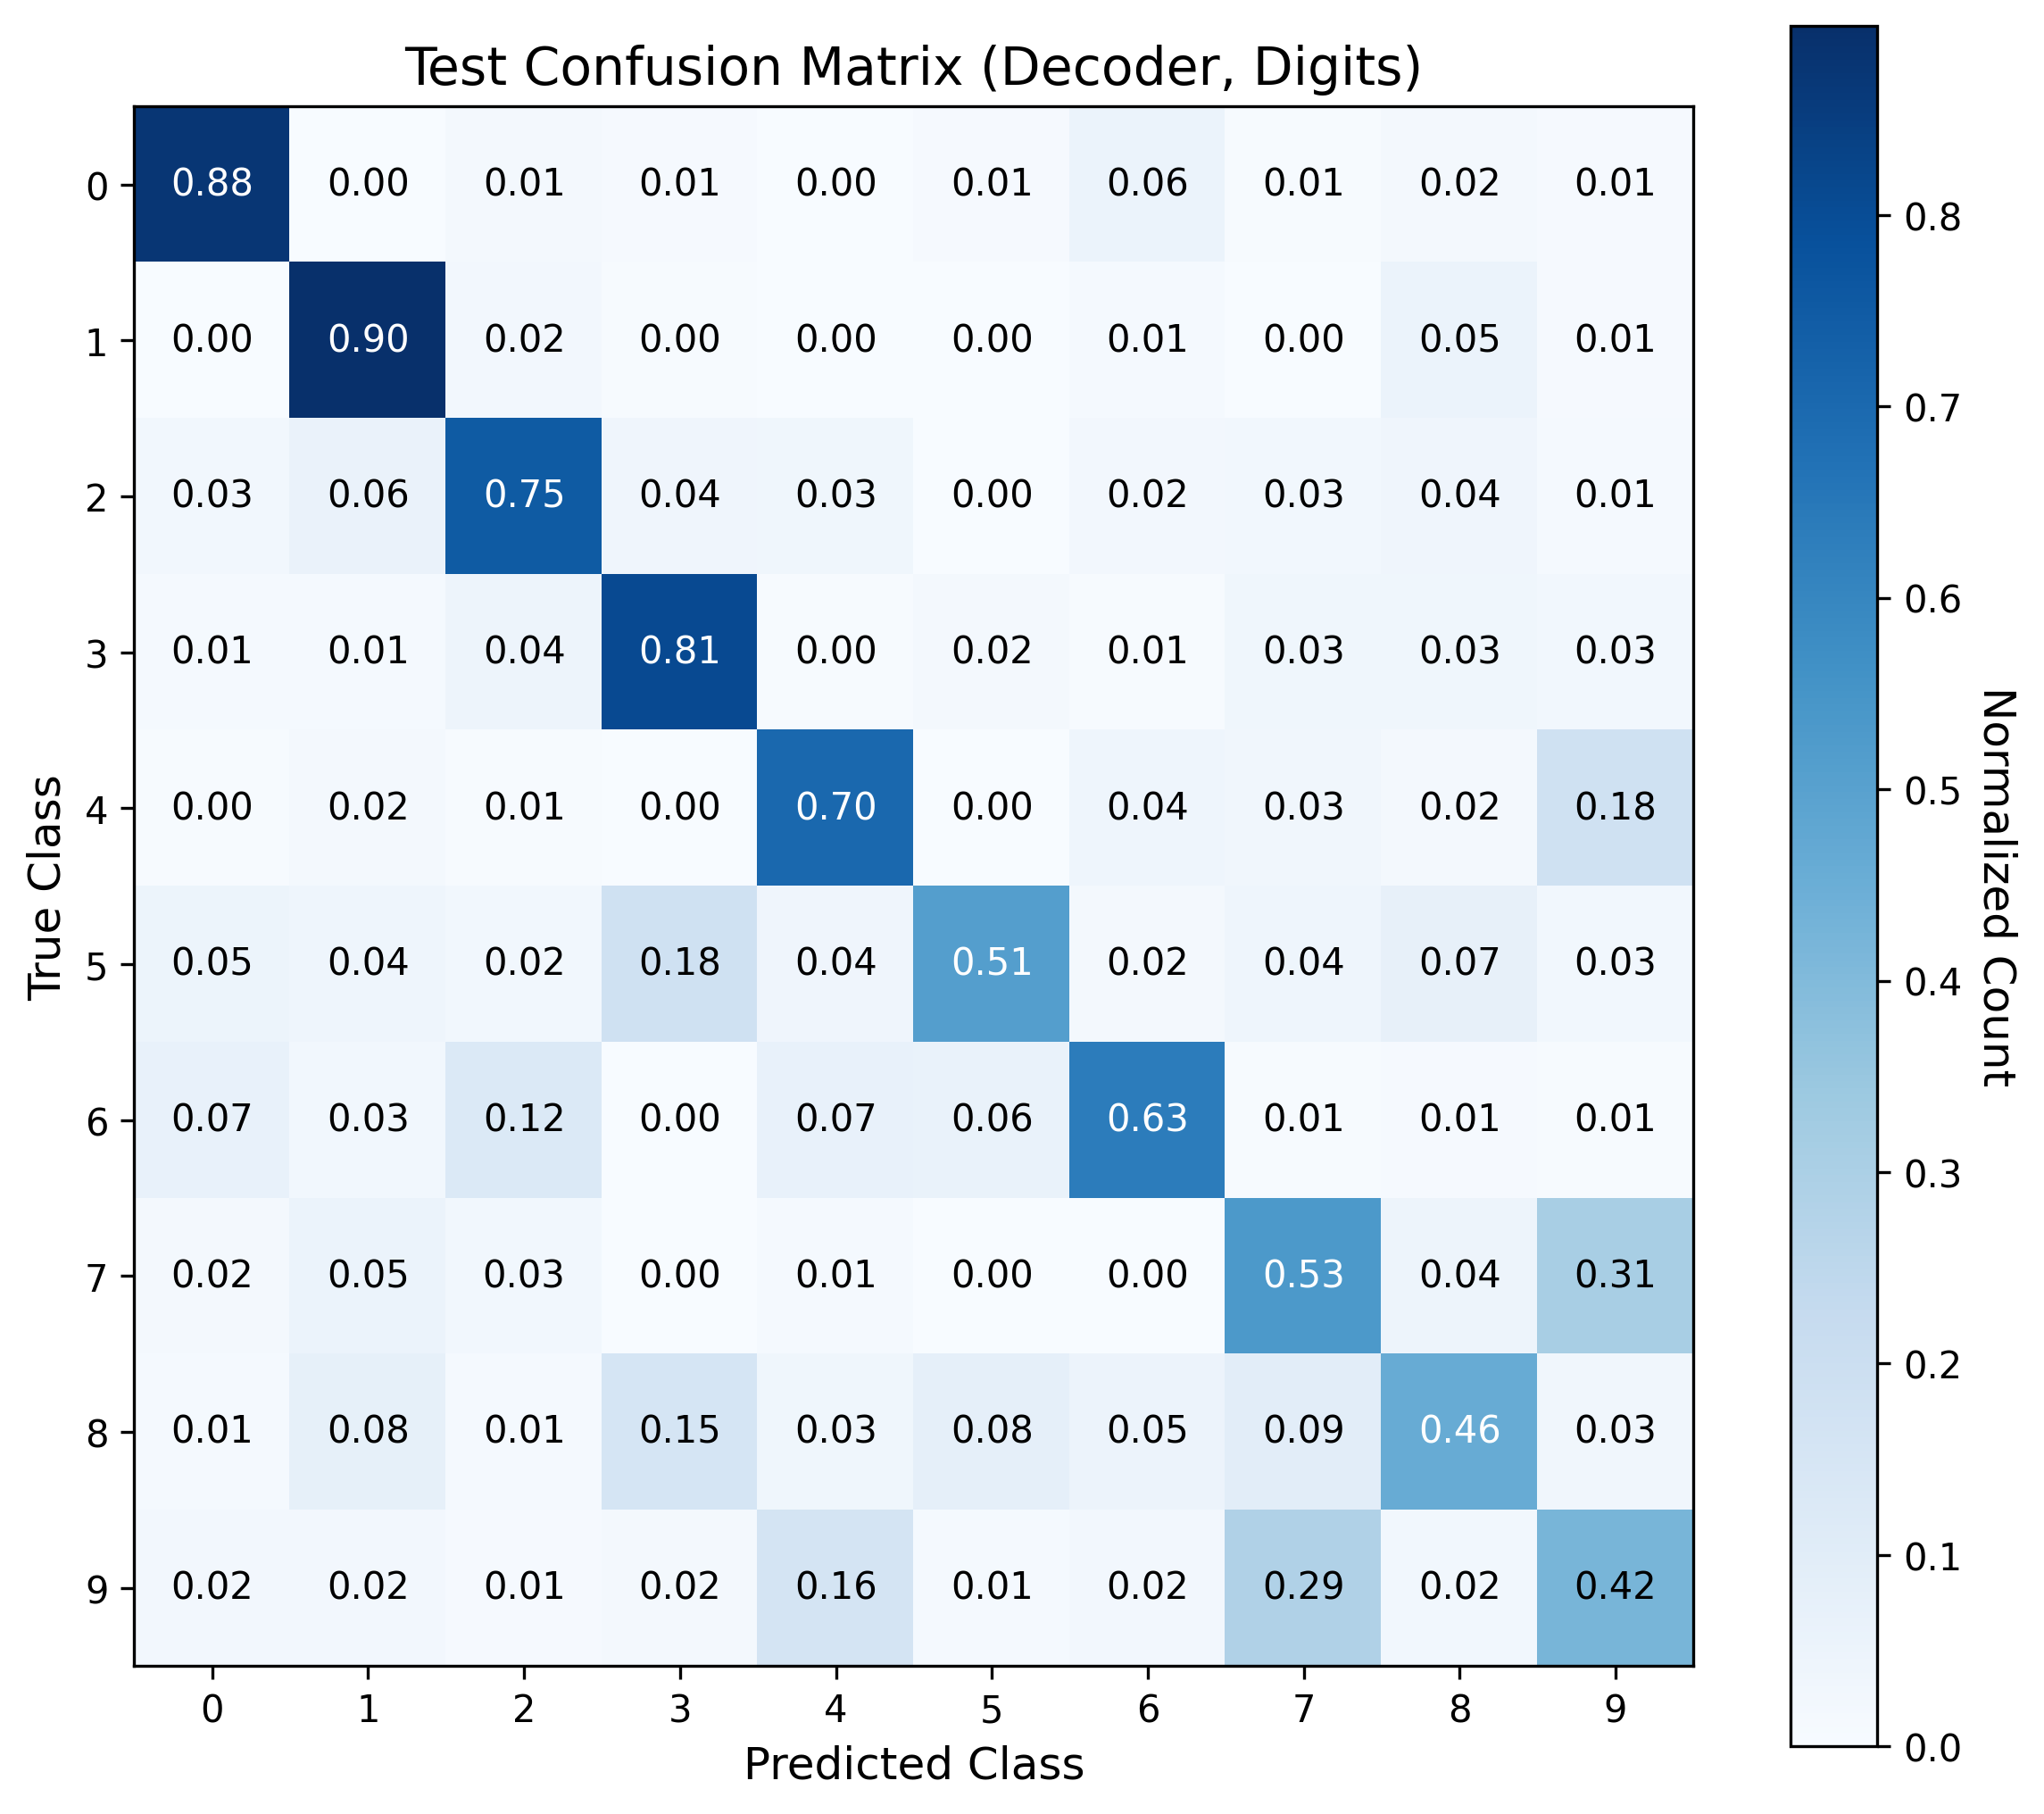 Test Confusion Matrix (Decoder, Digits)
0 0.88 0.00 0.01 0.01 0.00 0.01 0.06 0.01 0.02 0.01
1 0.00 0.90 0.02 0.00 0.00 0.00 0.01 0.00 0.05 0.01
2 0.03 0.06 0.75 0.04 0.03 0.00 0.02 0.03 0.04 0.01
3 0.01 0.01 0.04 0.81 0.00 0.02 0.01 0.03 0.03 0.03
4 0.00 0.02 0.01 0.00 0.70 0.00 0.04 0.03 0.02 0.18
5 0.05 0.04 0.02 0.18 0.04 0.51 0.02 0.04 0.07 0.03
6 0.07 0.03 0.12 0.00 0.07 0.06 0.63 0.01 0.01 0.01
7 0.02 0.05 0.03 0.00 0.01 0.00 0.00 0.53 0.04 0.31
8 0.01 0.08 0.01 0.15 0.03 0.08 0.05 0.09 0.46 0.03
9 0.02 0.02 0.01 0.02 0.16 0.01 0.02 0.29 0.02 0.42
0 1 2 3 4 5 6 7 8 9
Predicted Class
True Class
0.8
0.7
0.6
0.5
0.4
0.3
0.2
0.1
0.0
Normalized Count